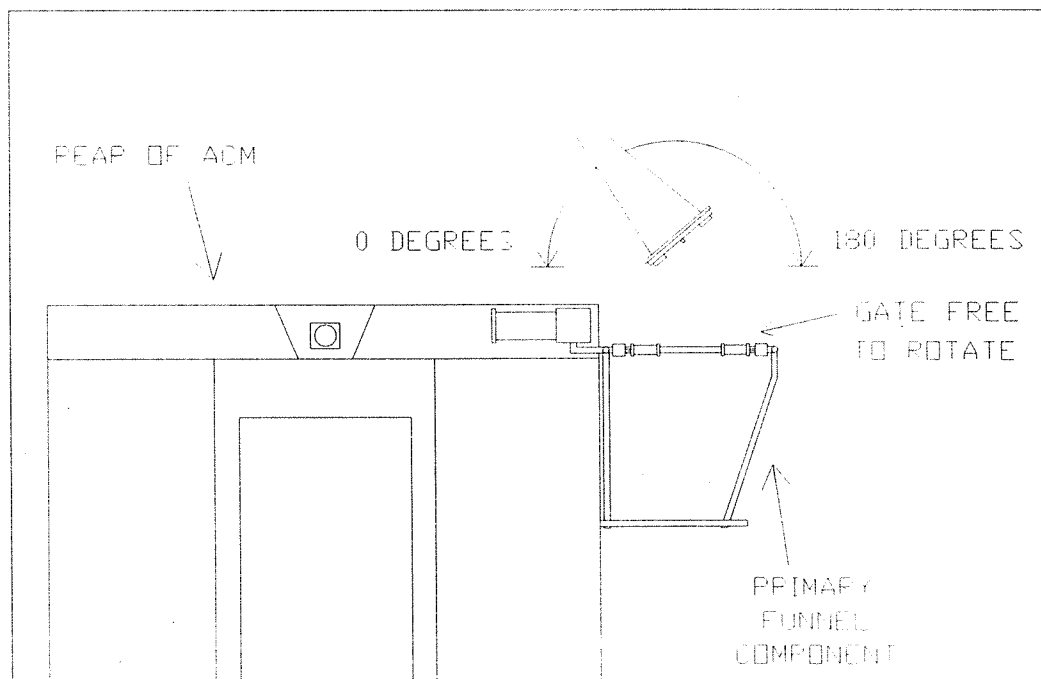 REAR OF ACM
0 DEGREES
180 DEGREES
GATE FREE
TO ROTATE
PRIMARY
FUNNEL
COMPONENT